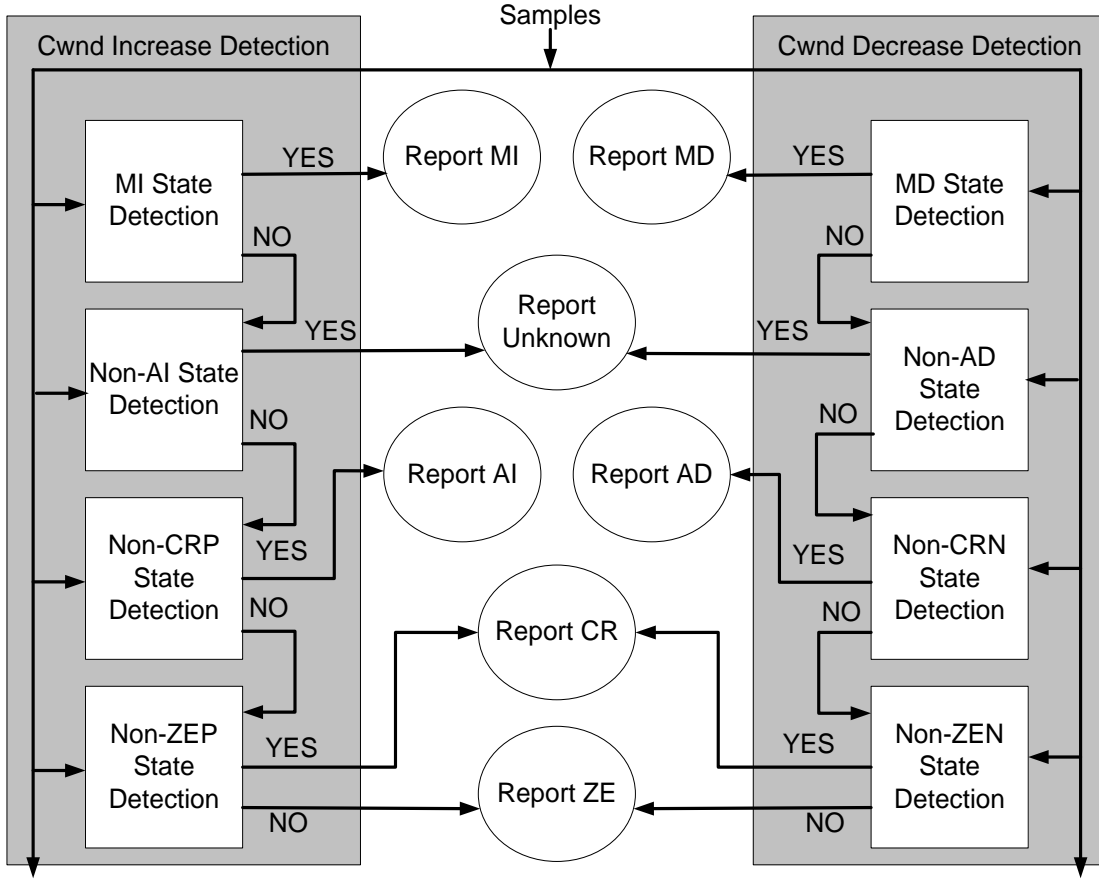 Samples
Cwnd Increase Detection
Cwnd Decrease Detection
MI State
Detection
YES
Report MI
Report MD
YES
MD State
Detection
NO
NO
Non-AI State
Detection
YES
Report
Unknown
YES
Non-AD
State
Detection
NO
NO
Report AI
Report AD
Non-CRP
State
Detection
YES
YES
Non-CRN
State
Detection
NO
NO
Report CR
Non-ZEP
State
Detection
YES
YES
Non-ZEN
State
Detection
NO
Report ZE
NO